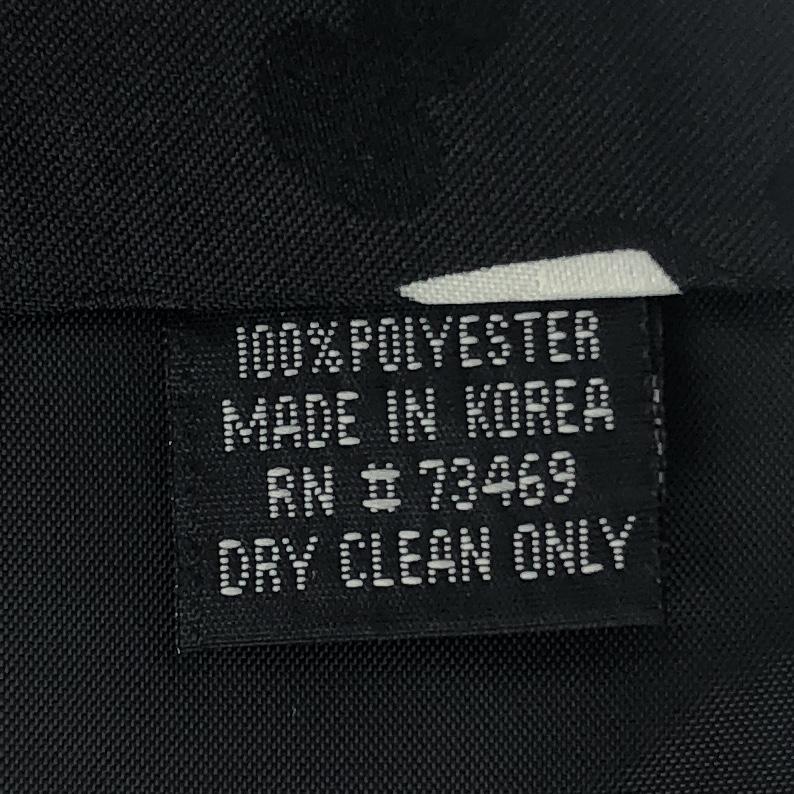 100%POLYESTER
MADE IN KOREA
RN # 73469
DRY CLEAN ONLY